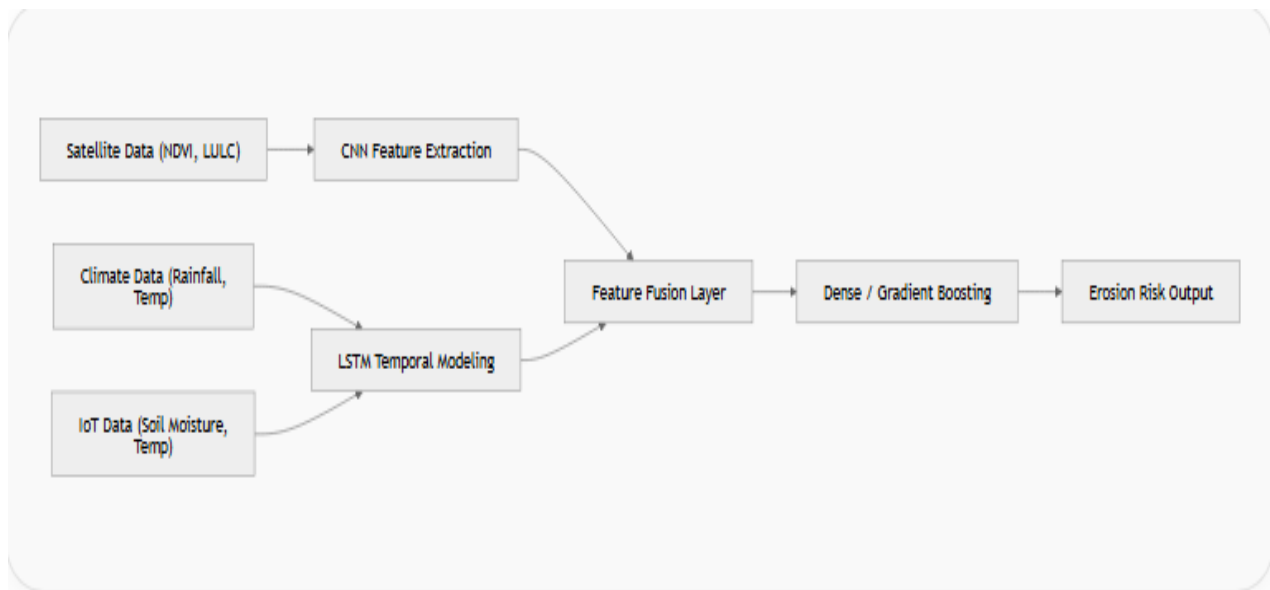 Satellite Data (NDVI, LULC)
CNN Feature Extraction
Climate Data (Rainfall,
Temp)
LSTM Temporal Modeling
IoT Data (Soil Moisture,
Temp)
Feature Fusion Layer
Dense / Gradient Boosting
Erosion Risk Output